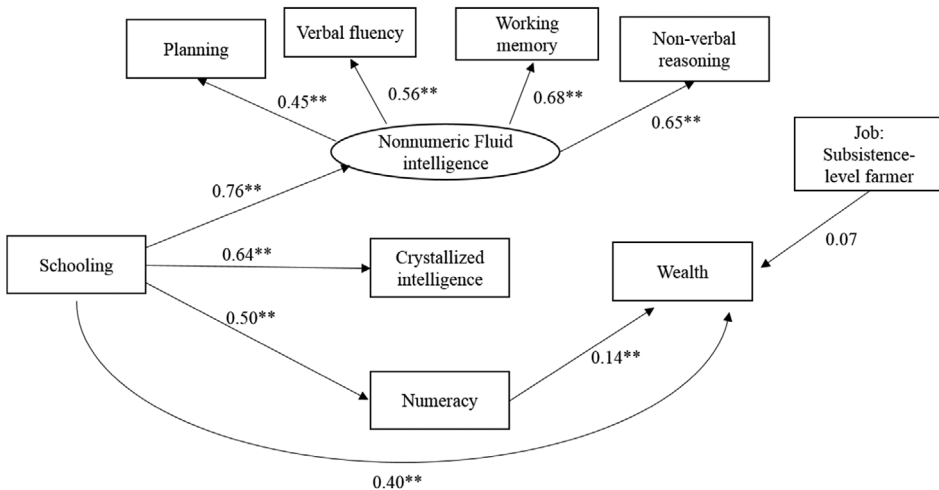 Planning
Verbal fluency
Working
memory
Non-verbal
reasoning
0.45**
0.56**
0.68**
0.65**
Nonnumeric Fluid
intelligence
Job:
Subsistence-
level farmer
0.76**
0.07
Schooling
0.64**
Crystallized
intelligence
Wealth
0.50**
0.14**
Numeracy
0.40**